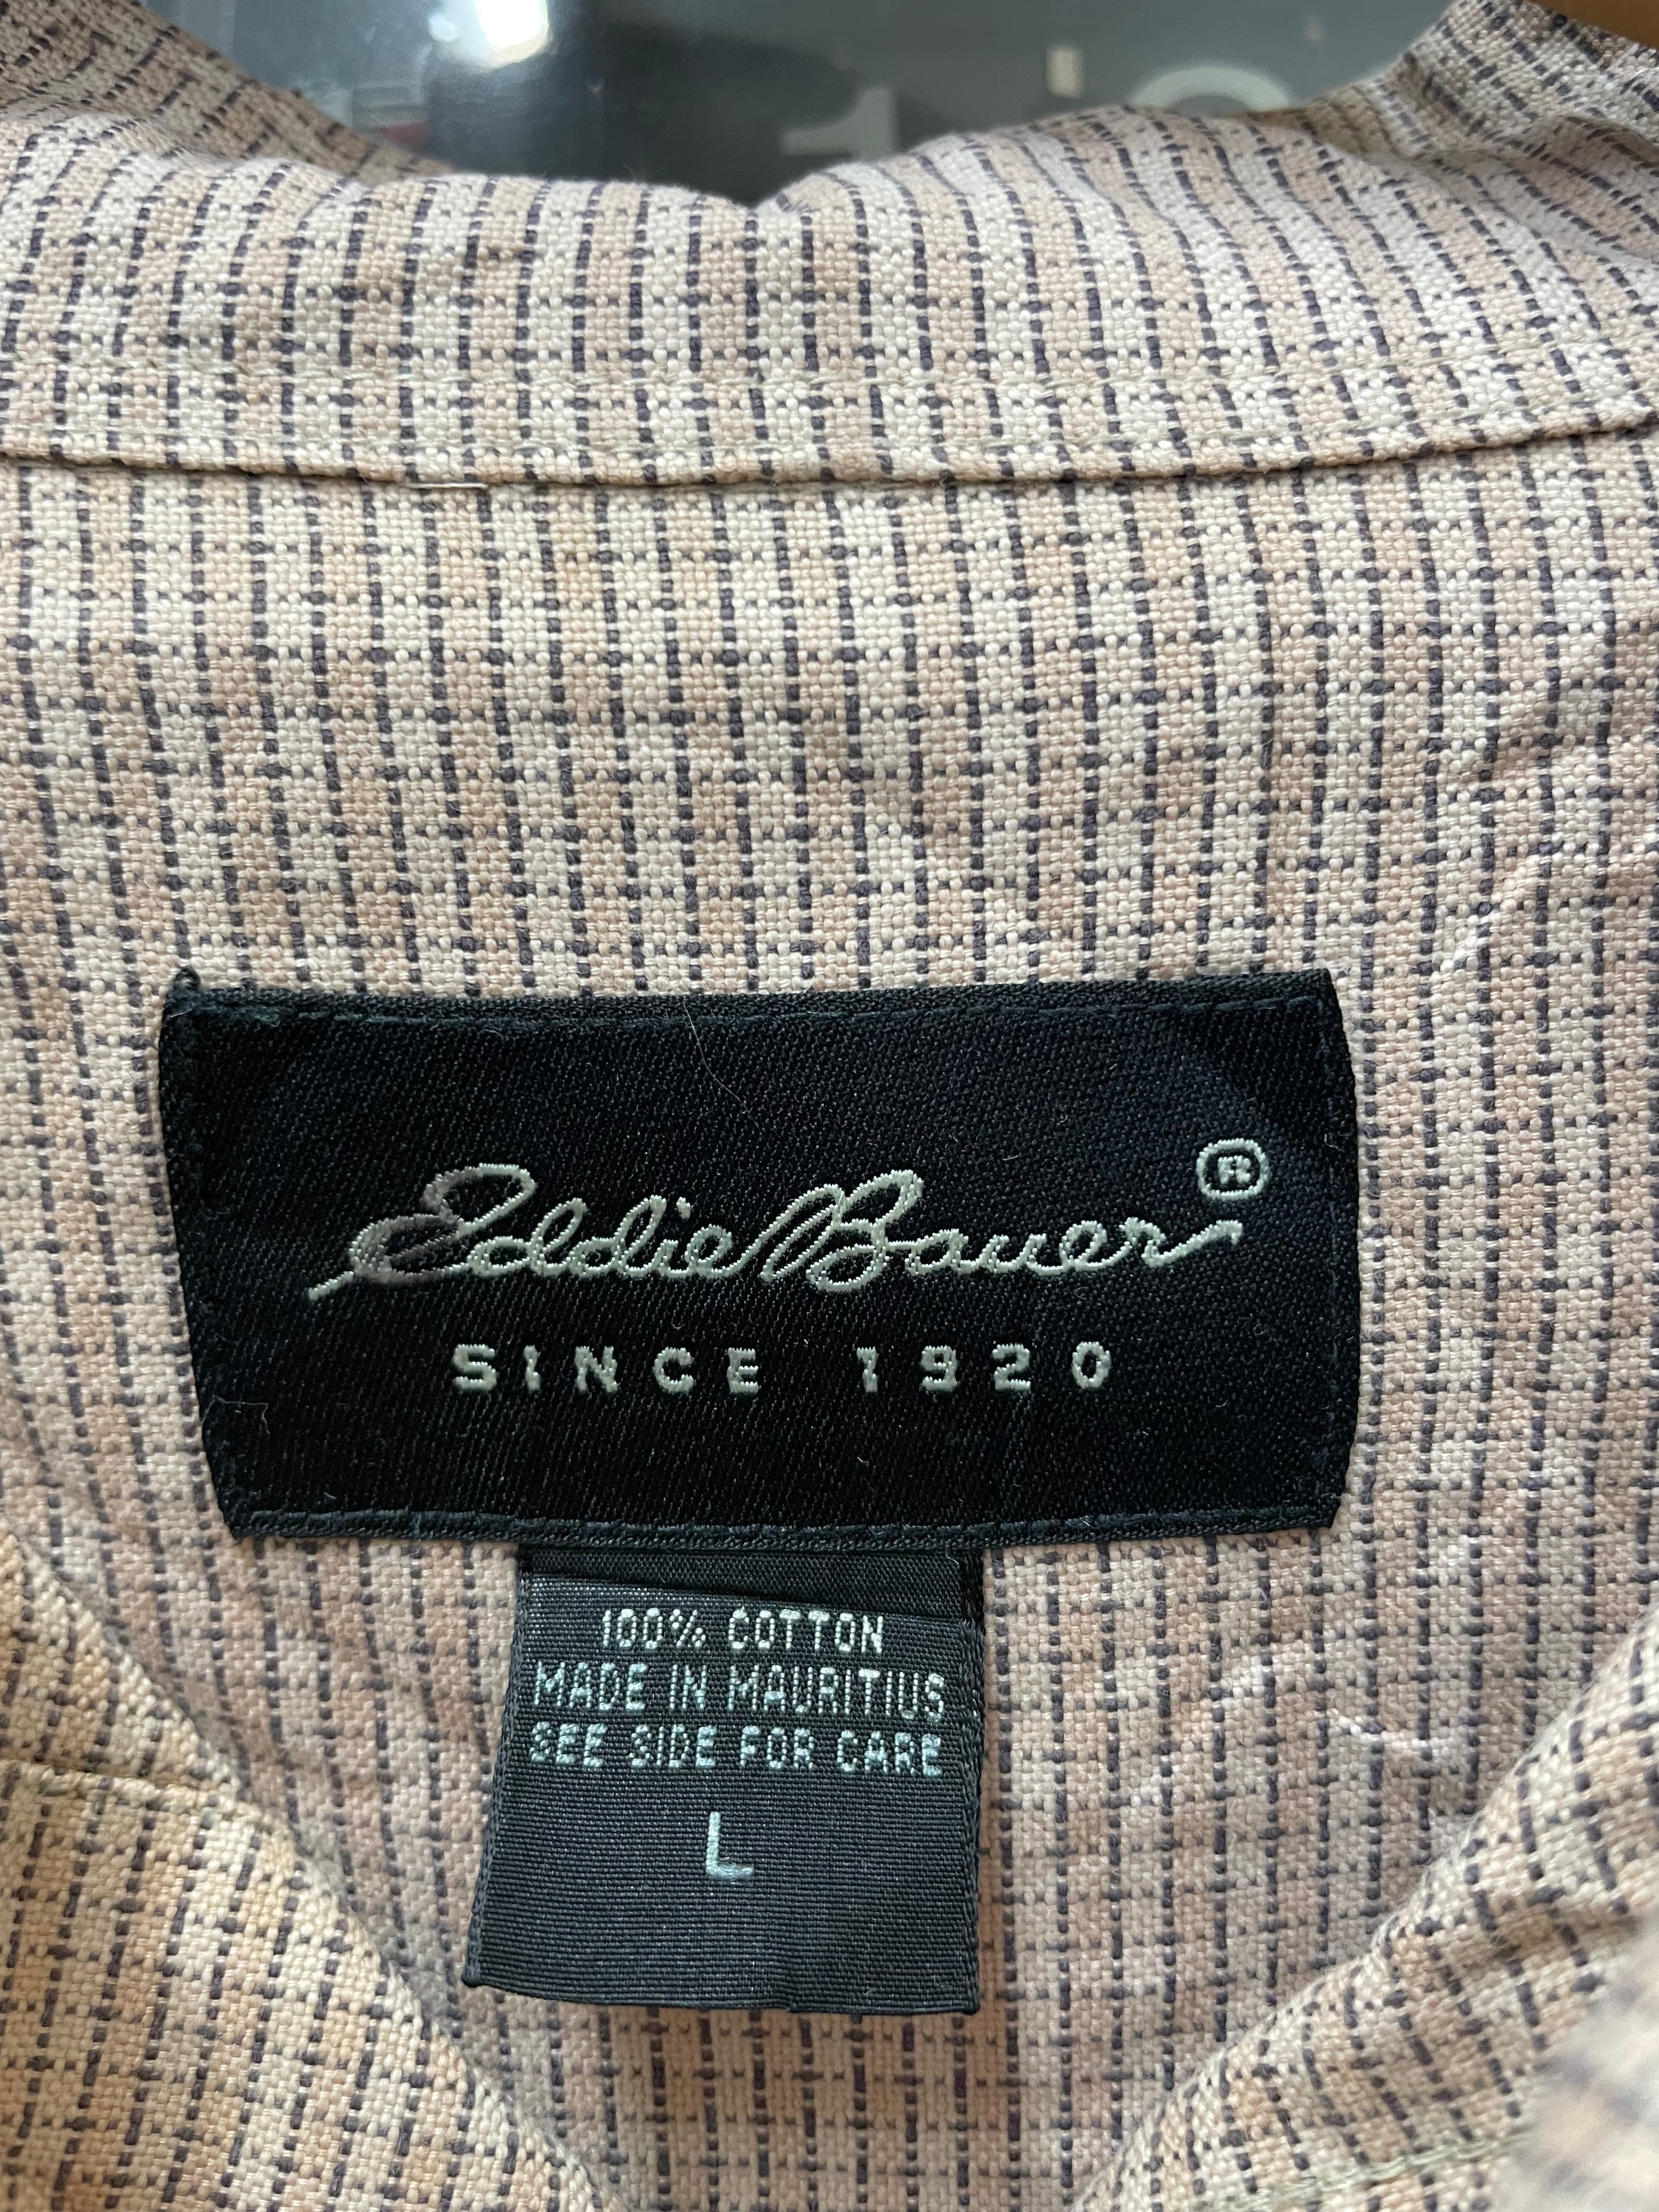 Eddie Bauer ®
SINCE 1920
100% COTTON
MADE IN MAURITIUS
SEE SIDE FOR CARE
L